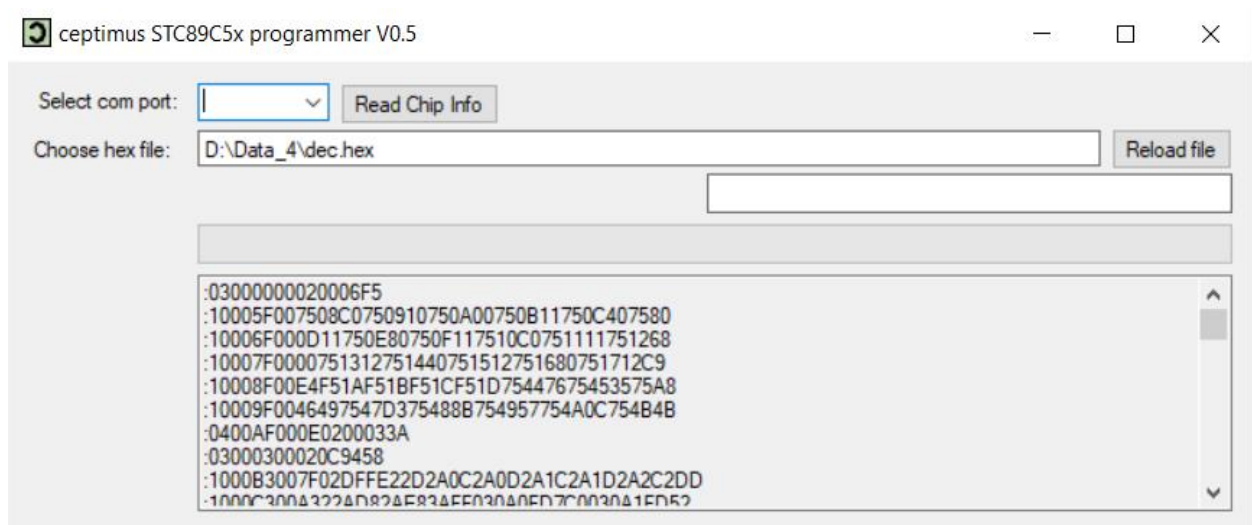 ceptimus STC89C5x programmer V0.5
Select com port: Read Chip Info
Choose hex file: D:\Data_4\dec.hex Reload file
:03000000020006F5
:10005F007508C0750910750A00750B11750C407580
:10006F000D11750E80750F117510C0751111751268
:10007F0000751312751440751512751680751712C9
:10008F00E4F51AF51BF51CF51D75447675453575A8
:10009F0046497547D375488B754957754A0C754B4B
:0400AF000E0200033A
:03000300020C9458
:1000B3007F02DFFE22D2A0C2A0D2A1C2A1D2A2C2DD